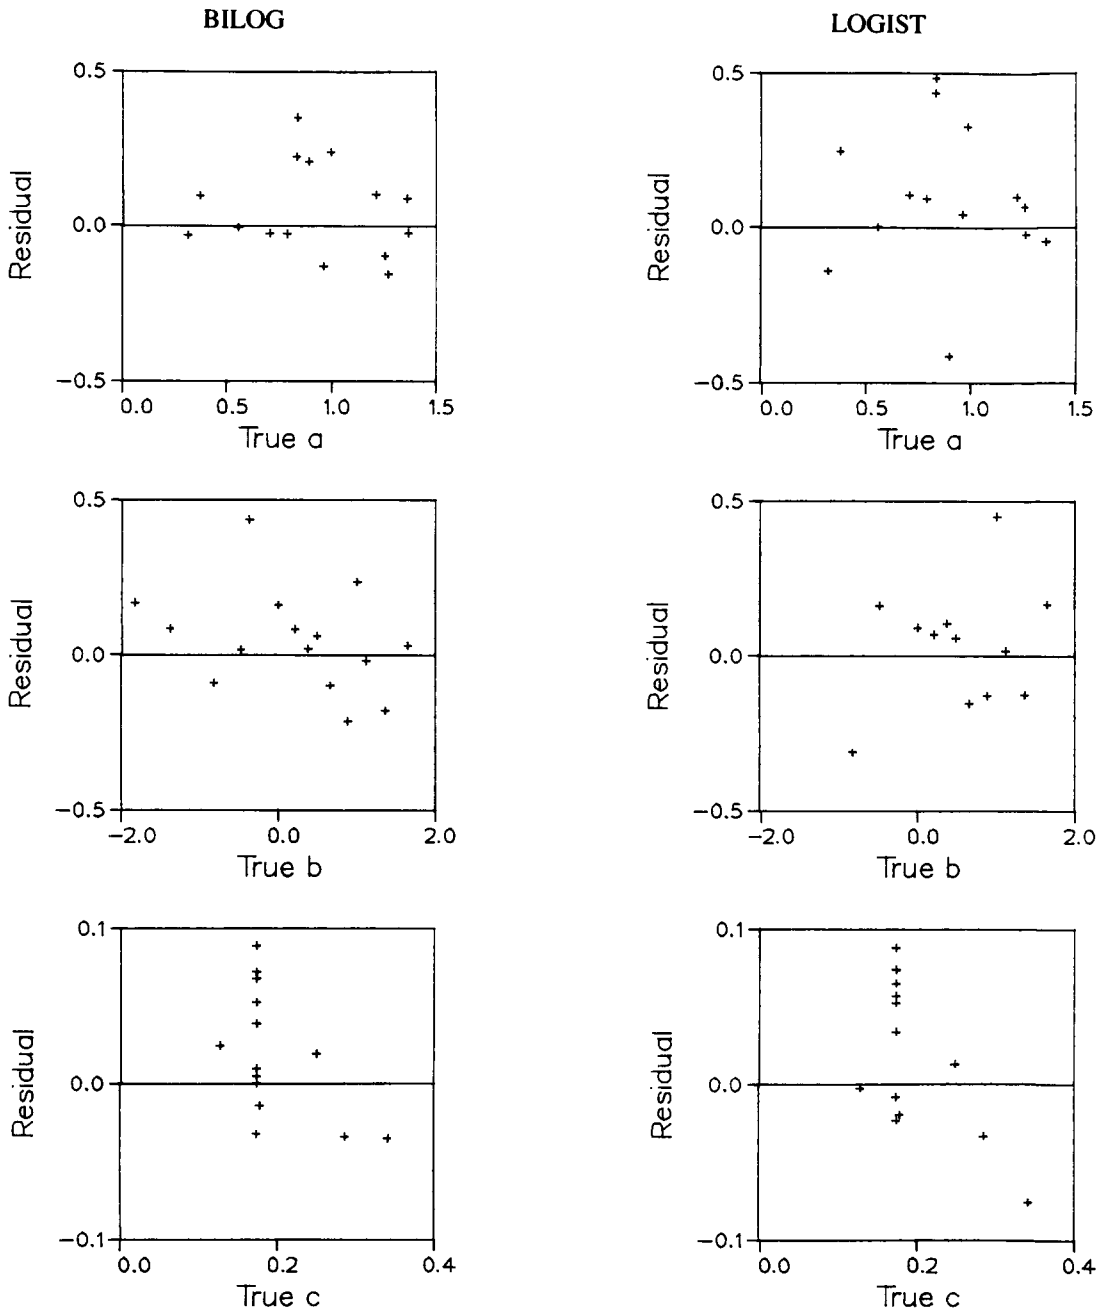 BILOG LOGIST
0.5 0.5
Residual Residual
0.0 0.0
−0.5 −0.5
0.0 0.5 1.0 1.5 0.0 0.5 1.0 1.5
True a True a
0.5 0.5
Residual Residual
0.0 0.0
−0.5 −0.5
−2.0 0.0 2.0 −2.0 0.0 2.0
True b True b
0.1 0.1
Residual Residual
0.0 0.0
−0.1 −0.1
0.0 0.2 0.4 0.0 0.2 0.4
True c True c